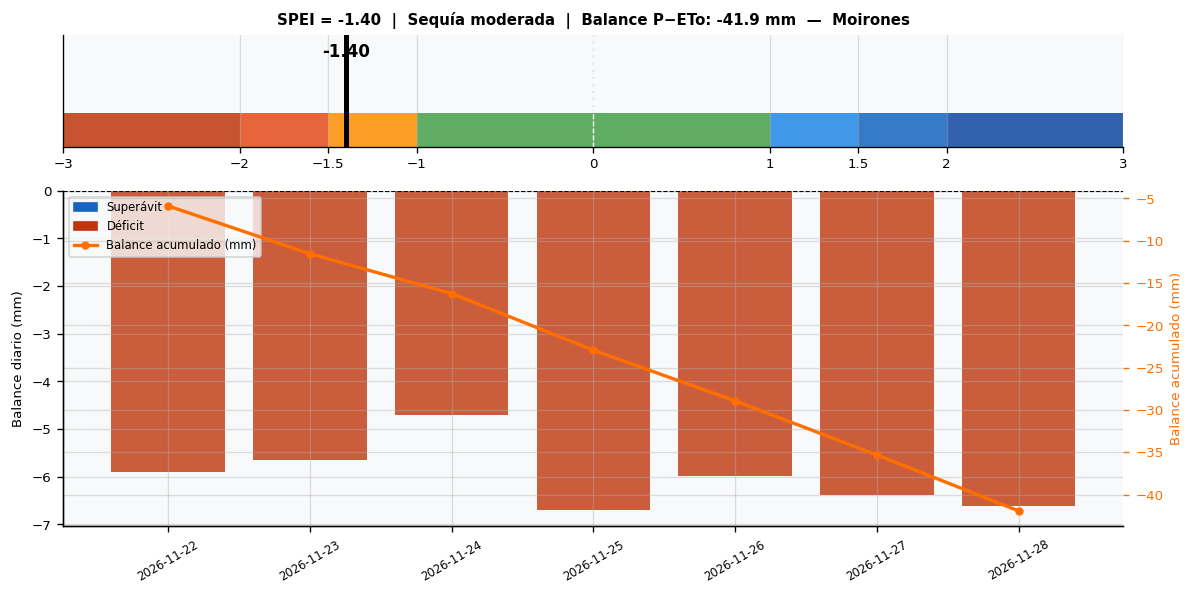 SPEI = -1.40  |  Sequía moderada  |  Balance P−ETo: -41.9 mm  —  Moirones
-1.40
−3 −2 −1.5 −1 0 1 1.5 2 3
Superávit
Déficit
Balance acumulado (mm)
Balance diario (mm)
0
−1
−2
−3
−4
−5
−6
−7
−5
−10
−15
−20
−25
−30
−35
−40
Balance acumulado (mm)
2026-11-22 2026-11-23 2026-11-24 2026-11-25 2026-11-26 2026-11-27 2026-11-28